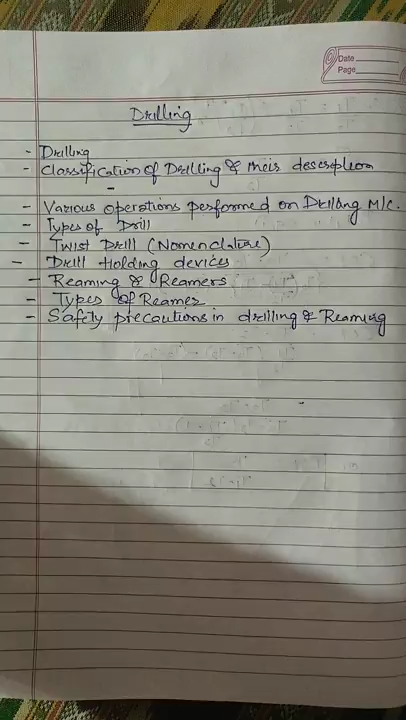 Date
Page
Drilling
- Drilling
- Classification of Drilling & their description
- Various operations performed on Drilling M/c.
- Types of Drill
- Twist Drill (Nomenclature)
- Drill Holding devices
- Reaming & Reamers
- Types of Reamer
- Safety precautions in drilling & Reaming